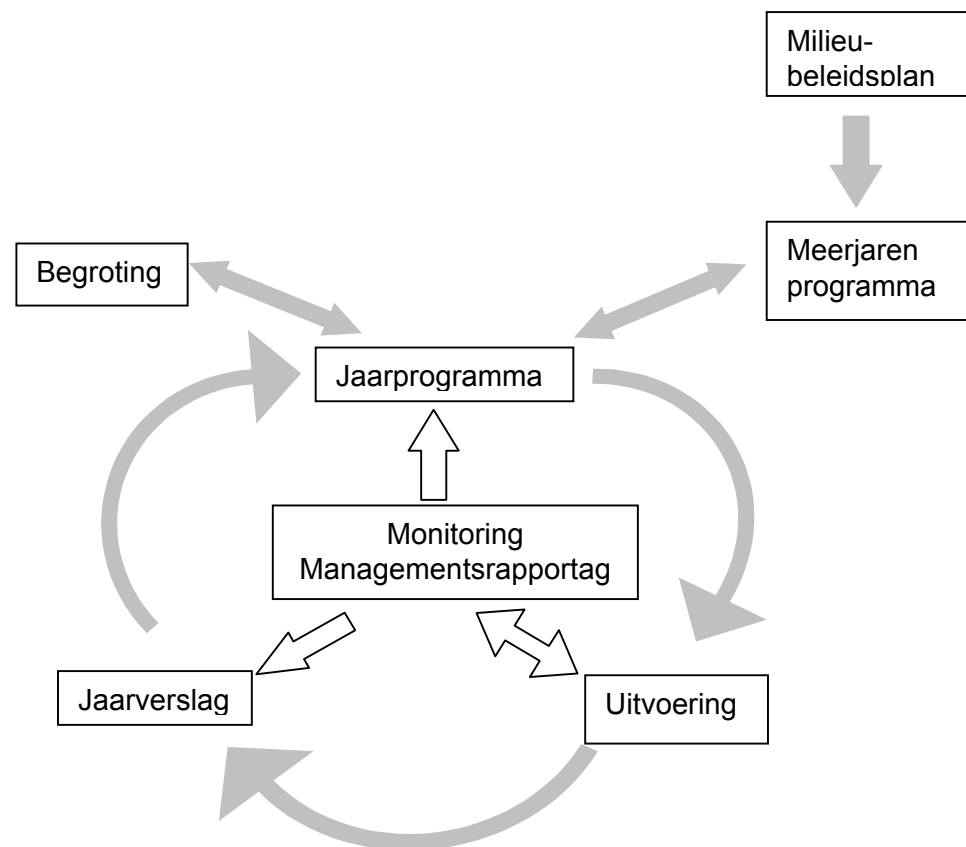 Milieu-
beleidsplan
Begroting
Meerjaren
programma
Jaarprogramma
Monitoring
Managementsrapportag
Jaarverslag
Uitvoering